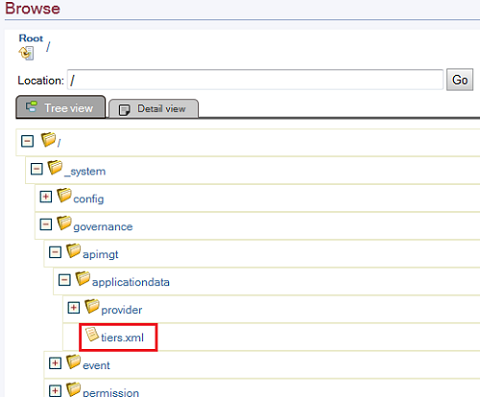 Browse
Root
/
Location: / Go
Tree view Detail view
/
_system
config
governance
apimgt
applicationdata
provider
tiers.xml
event
permission